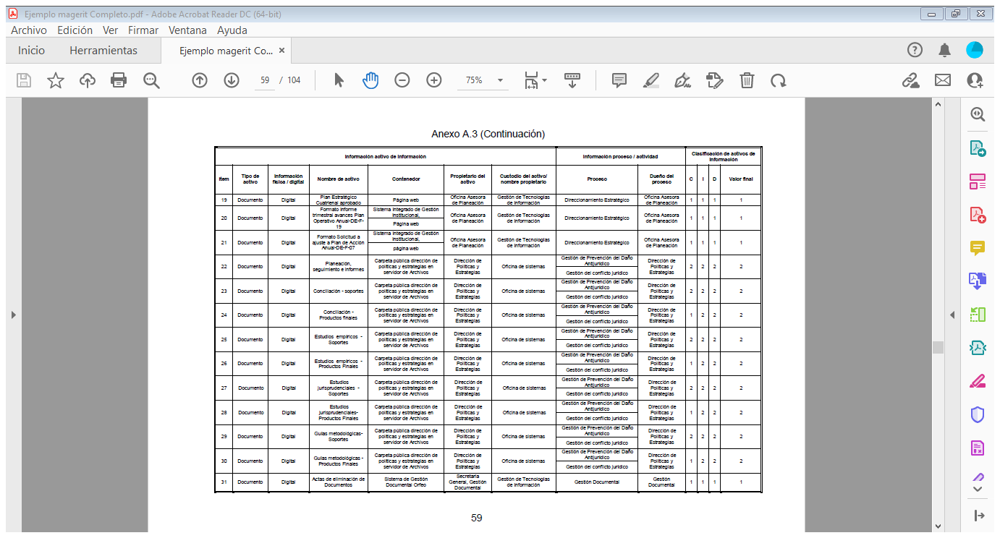 Ejemplo magerit Completo.pdf - Adobe Acrobat Reader DC (64-bit)
Archivo Edición Ver Firmar Ventana Ayuda
Inicio Herramientas Ejemplo magerit Co... ×
59 / 104 75%
Anexo A.3 (Continuación)
Información activo de información Información proceso / actividad Clasificación de activos de información
Item Tipo de activo Información física / digital Nombre de activo Contenedor Propietario del activo Custodio del activo/ nombre propietario Proceso Dueño del proceso C I D Valor final
19 Documento Digital Plan Estratégico Cuatrienal aprobado Página web Oficina Asesora de Planeación Gestión de Tecnologías de Información Direccionamiento Estratégico Oficina Asesora de Planeación 1 1 1 1
20 Documento Digital Formato Informe trimestral avances Plan Operativo Anual-DE-F-19 Sistema Integrado de Gestión Institucional, Página web Oficina Asesora de Planeación Gestión de Tecnologías de Información Direccionamiento Estratégico Oficina Asesora de Planeación 1 1 1 1
21 Documento Digital Formato Solicitud a ajuste a Plan de Acción Anual-DE-F-07 Sistema Integrado de Gestión Institucional, página web Oficina Asesora de Planeación Gestión de Tecnologías de Información Direccionamiento Estratégico Oficina Asesora de Planeación 1 1 1 1
22 Documento Digital Planeación, seguimiento e informes Carpeta pública dirección de políticas y estrategias en servidor de Archivos Dirección de Políticas y Estrategias Oficina de sistemas Gestión de Prevención del Daño Antijurídico Gestión del conflicto jurídico Dirección de Políticas y Estrategias 2 2 2 2
23 Documento Digital Conciliación - soportes Carpeta pública dirección de políticas y estrategias en servidor de Archivos Dirección de Políticas y Estrategias Oficina de sistemas Gestión de Prevención del Daño Antijurídico Gestión del conflicto jurídico Dirección de Políticas y Estrategias 2 2 2 2
24 Documento Digital Conciliación - Productos finales Carpeta pública dirección de políticas y estrategias en servidor de Archivos Dirección de Políticas y Estrategias Oficina de sistemas Gestión de Prevención del Daño Antijurídico Gestión del conflicto jurídico Dirección de Políticas y Estrategias 1 2 2 2
25 Documento Digital Estudios empíricos - Soportes Carpeta pública dirección de políticas y estrategias en servidor de Archivos Dirección de Políticas y Estrategias Oficina de sistemas Gestión de Prevención del Daño Antijurídico Gestión del conflicto jurídico Dirección de Políticas y Estrategias 2 2 2 2
26 Documento Digital Estudios empíricos - Productos Finales Carpeta pública dirección de políticas y estrategias en servidor de Archivos Dirección de Políticas y Estrategias Oficina de sistemas Gestión de Prevención del Daño Antijurídico Gestión del conflicto jurídico Dirección de Políticas y Estrategias 1 2 2 2
27 Documento Digital Estudios jurisprudenciales - Soportes Carpeta pública dirección de políticas y estrategias en servidor de Archivos Dirección de Políticas y Estrategias Oficina de sistemas Gestión de Prevención del Daño Antijurídico Gestión del conflicto jurídico Dirección de Políticas y Estrategias 2 2 2 2
28 Documento Digital Estudios jurisprudenciales- Productos Finales Carpeta pública dirección de políticas y estrategias en servidor de Archivos Dirección de Políticas y Estrategias Oficina de sistemas Gestión de Prevención del Daño Antijurídico Gestión del conflicto jurídico Dirección de Políticas y Estrategias 1 2 2 2
29 Documento Digital Guías metodológicas- Soportes Carpeta pública dirección de políticas y estrategias en servidor de Archivos Dirección de Políticas y Estrategias Oficina de sistemas Gestión de Prevención del Daño Antijurídico Gestión del conflicto jurídico Dirección de Políticas y Estrategias 2 2 2 2
30 Documento Digital Guías metodológicas - Productos Finales Carpeta pública dirección de políticas y estrategias en servidor de Archivos Dirección de Políticas y Estrategias Oficina de sistemas Gestión de Prevención del Daño Antijurídico Gestión del conflicto jurídico Dirección de Políticas y Estrategias 1 2 2 2
31 Documento Digital Actas de eliminación de Documentos Sistema de Gestión Documental Orfeo Secretaria General, Gestión Documental Gestión de Tecnologías de Información Gestión Documental Gestión Documental 1 1 1 1
59